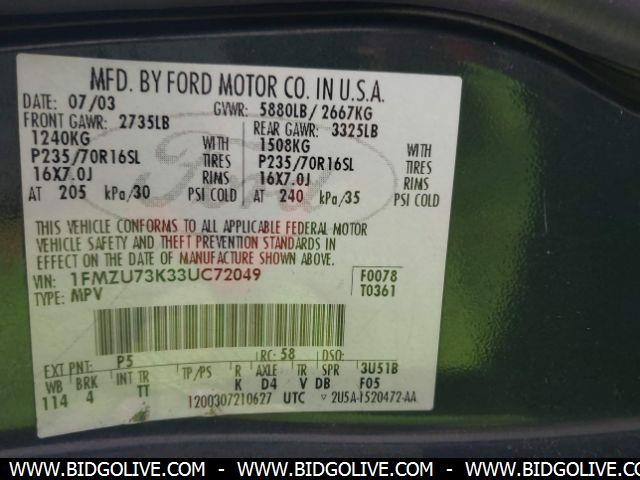 MFD. BY FORD MOTOR CO. IN U.S.A.
DATE: 07/03 GVWR: 5880LB/ 2667KG
FRONT GAWR: 2735LB REAR GAWR: 3325LB
1240KG WITH 1508KG WITH
P235/70R16SL TIRES P235/70R16SL TIRES
16X7.0J RIMS 16X7.0J RIMS
AT 205 kPa/30 PSI COLD AT 240 kPa/35 PSI COLD
THIS VEHICLE CONFORMS TO ALL APPLICABLE FEDERAL MOTOR
VEHICLE SAFETY AND THEFT PREVENTION STANDARDS IN
EFFECT ON THE DATE OF MANUFACTURE SHOWN ABOVE.
VIN: 1FMZU73K33UC72049 F0078
TYPE: MPV T0361
EXT PNT: P5 RC: 58 DSO:
WB BRK INT TR TP/PS R AXLE TR SPR 3U51B
114 4 TT K D4 V DB F05
1200307210627 UTC 2U5A-1520472-AA
WWW.BIDGOLIVE.COM - WWW.BIDGOLIVE.COM - WWW.BIDGOLIVE.COM